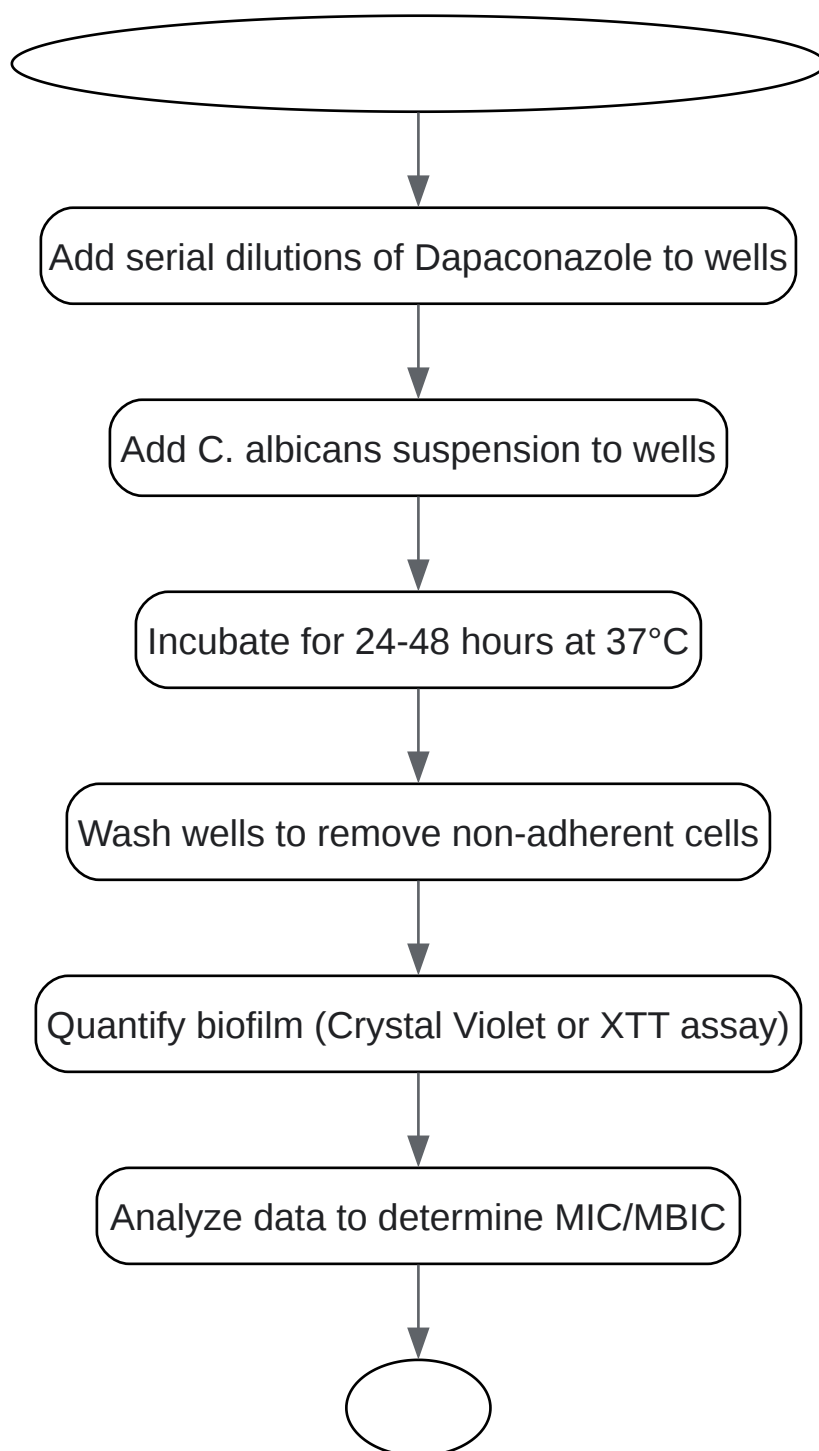 Add serial dilutions of Dapaconazole to wells
Add C. albicans suspension to wells
Incubate for 24-48 hours at 37°C
Wash wells to remove non-adherent cells
Quantify biofilm (Crystal Violet or XTT assay)
Analyze data to determine MIC/MBIC